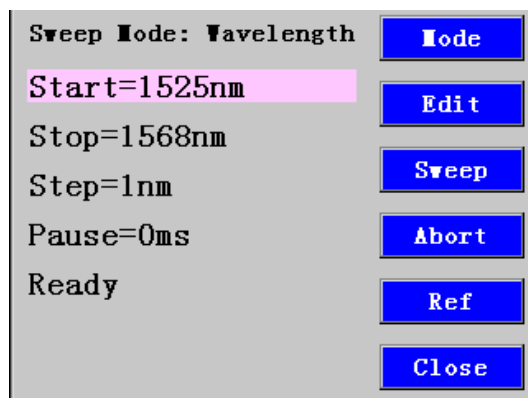 Sweep Mode: Wavelength
Start=1525nm
Stop=1568nm
Step=1nm
Pause=0ms
Ready
Mode
Edit
Sweep
Abort
Ref
Close